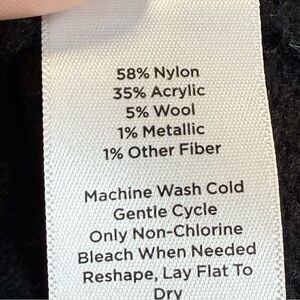 58% Nylon
35% Acrylic
5% Wool
1% Metallic
1% Other Fiber
Machine Wash Cold
Gentle Cycle
Only Non-Chlorine
Bleach When Needed
Reshape, Lay Flat To
Dry